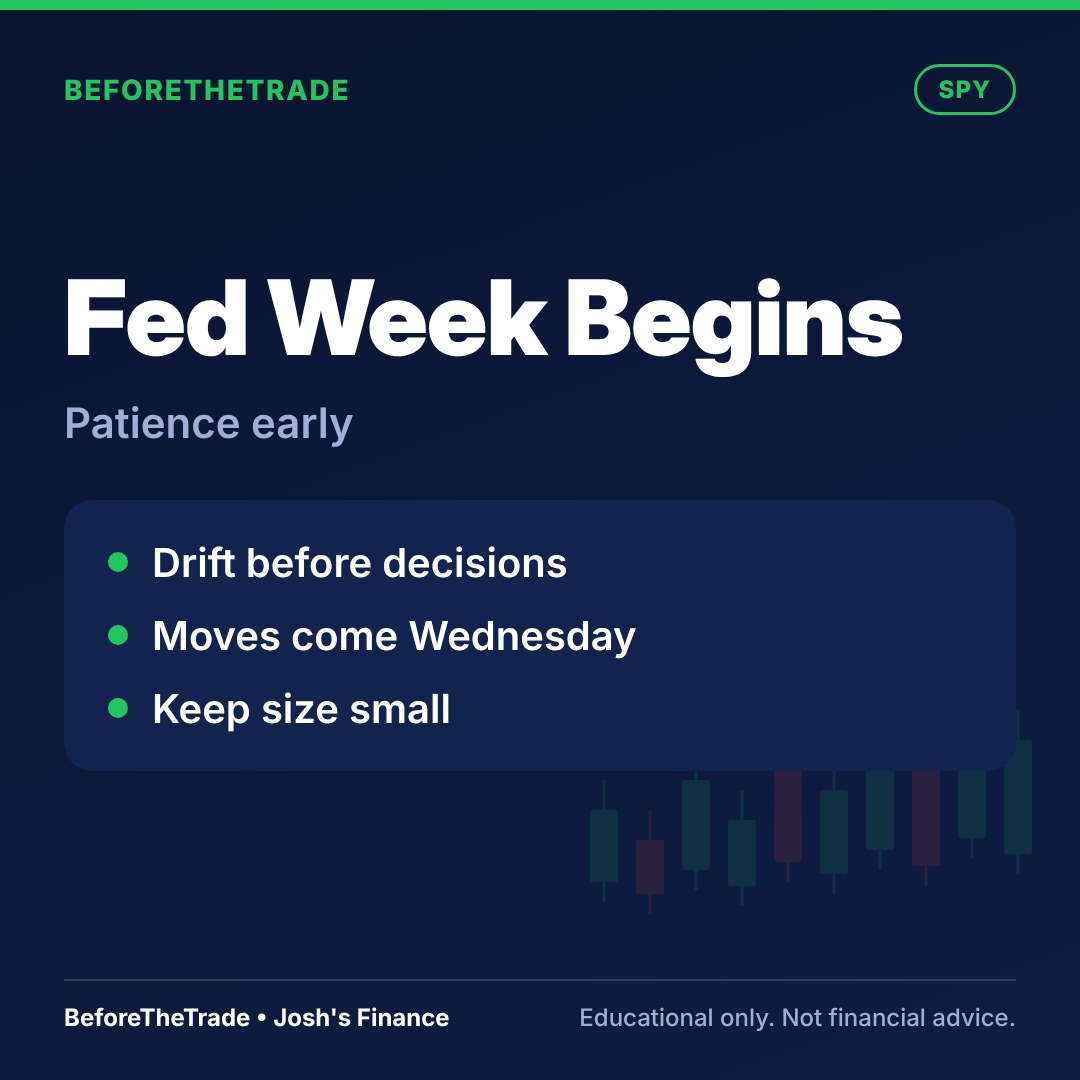 BEFORETHETRADE
SPY
Fed Week Begins
Patience early
Drift before decisions
Moves come Wednesday
Keep size small
BeforeTheTrade • Josh's Finance
Educational only. Not financial advice.